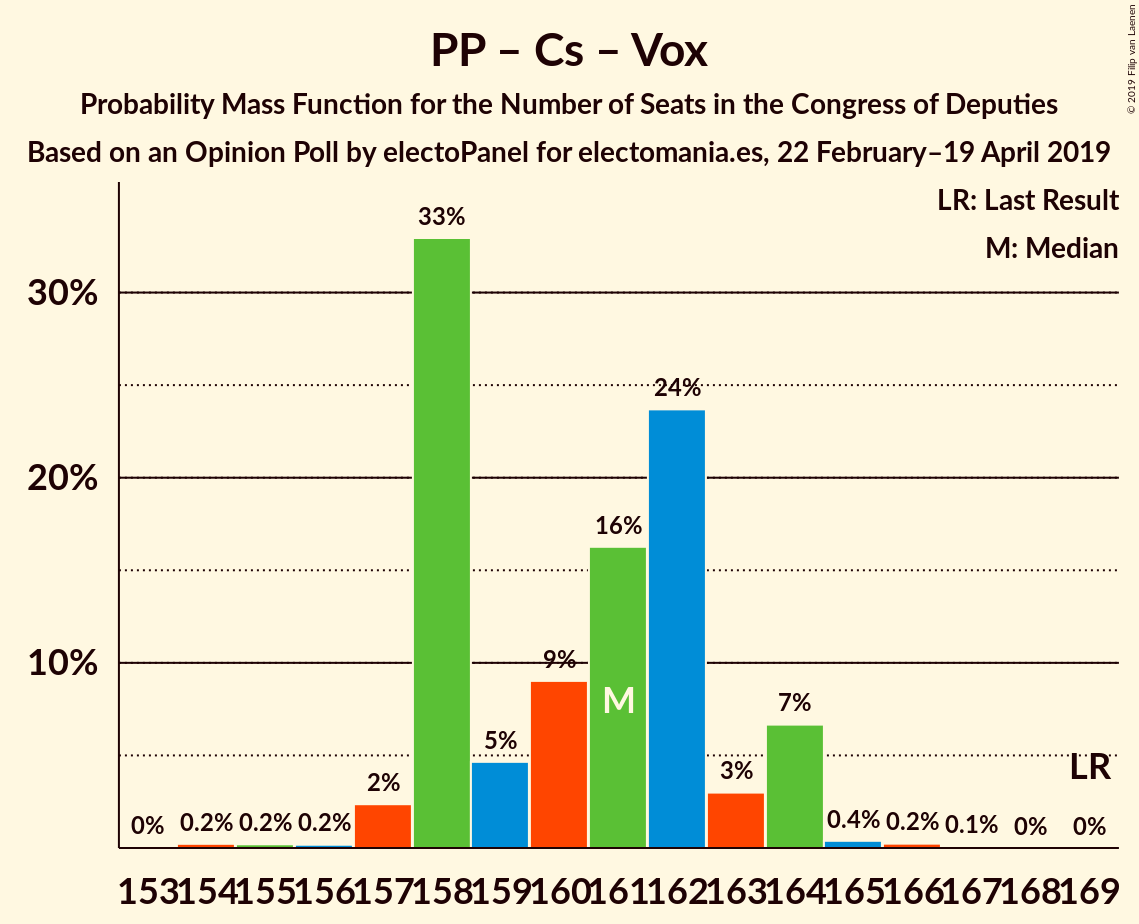 PP – Cs – Vox
Probability Mass Function for the Number of Seats in the Congress of Deputies
Based on an Opinion Poll by electoPanel for electomania.es, 22 February–19 April 2019
© 2019 Filip van Laenen
LR: Last Result
M: Median
33%
30%
24%
20%
16%
10%
9%
M
7%
5%
LR
3%
2%
0% 0.2% 0.2% 0.2% 0.4% 0.2% 0.1% 0% 0%
153 154 155 156 157 158 159 160 161 162 163 164 165 166 167 168 169